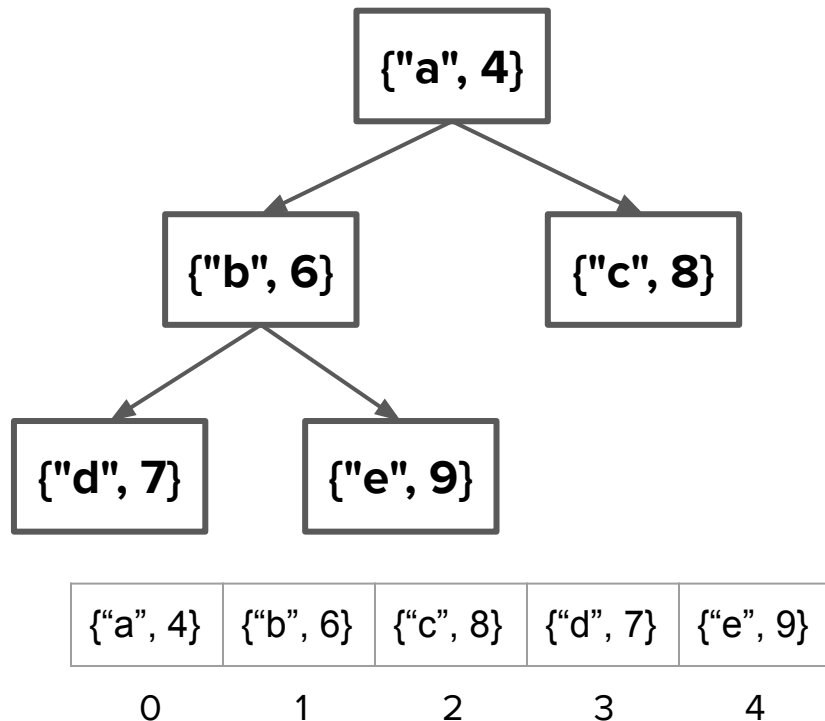 {"a", 4}
{"b", 6} {"c", 8}
{"d", 7} {"e", 9}
{“a”, 4} {“b”, 6} {“c”, 8} {“d”, 7} {“e”, 9}
0 1 2 3 4